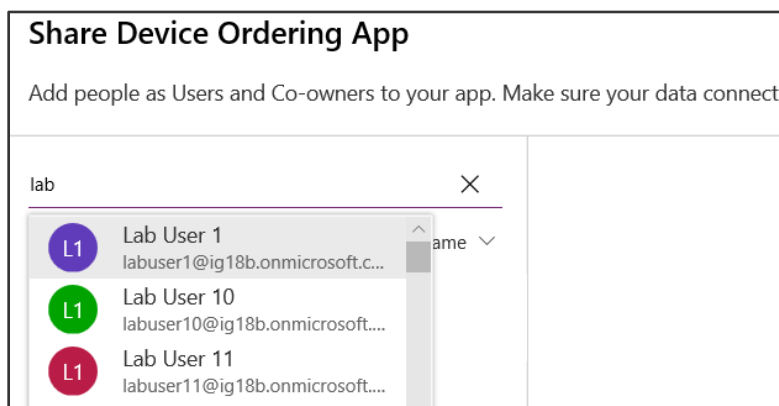 Share Device Ordering App
Add people as Users and Co-owners to your app. Make sure your data connect
lab
ame
L1
Lab User 1
labuser1@ig18b.onmicrosoft.c...
L1
Lab User 10
labuser10@ig18b.onmicrosoft....
L1
Lab User 11
labuser11@ig18b.onmicrosoft....